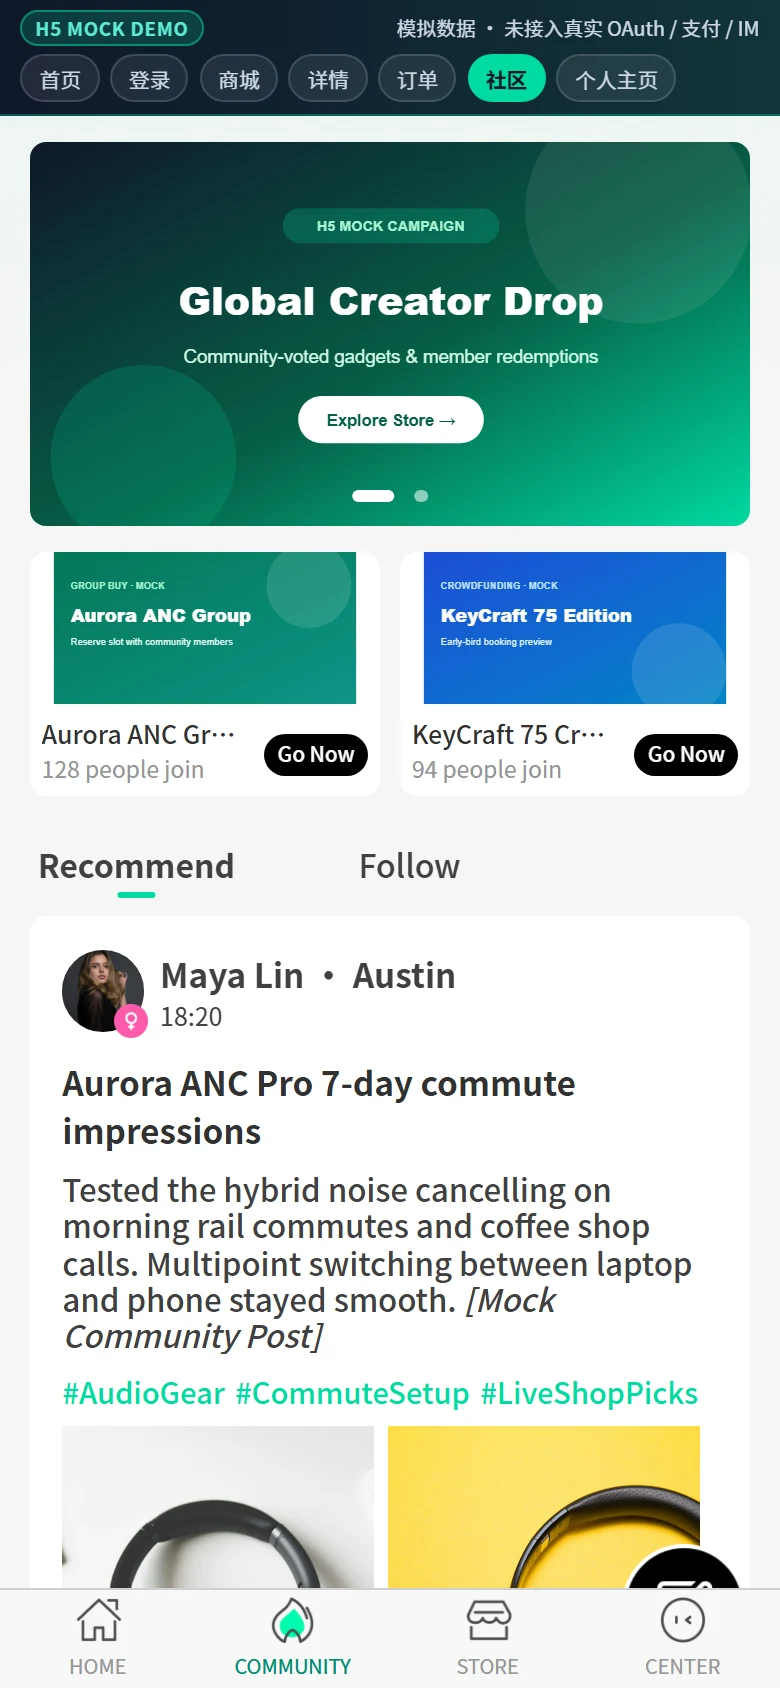 H5 MOCK DEMO
模拟数据 · 未接入真实 OAuth / 支付 / IM
首页 登录 商城 详情 订单 社区 个人主页
H5 MOCK CAMPAIGN
Global Creator Drop
Community-voted gadgets & member redemptions
Explore Store →
GROUP BUY · MOCK
Aurora ANC Group
Reserve slot with community members
Aurora ANC Gr···
128 people join
Go Now
CROWDFUNDING · MOCK
KeyCraft 75 Edition
Early-bird booking preview
KeyCraft 75 Cr···
94 people join
Go Now
Recommend Follow
Maya Lin · Austin
18:20
Aurora ANC Pro 7-day commute
impressions
Tested the hybrid noise cancelling on
morning rail commutes and coffee shop
calls. Multipoint switching between laptop
and phone stayed smooth. [Mock
Community Post]
#AudioGear #CommuteSetup #LiveShopPicks
HOME COMMUNITY STORE CENTER